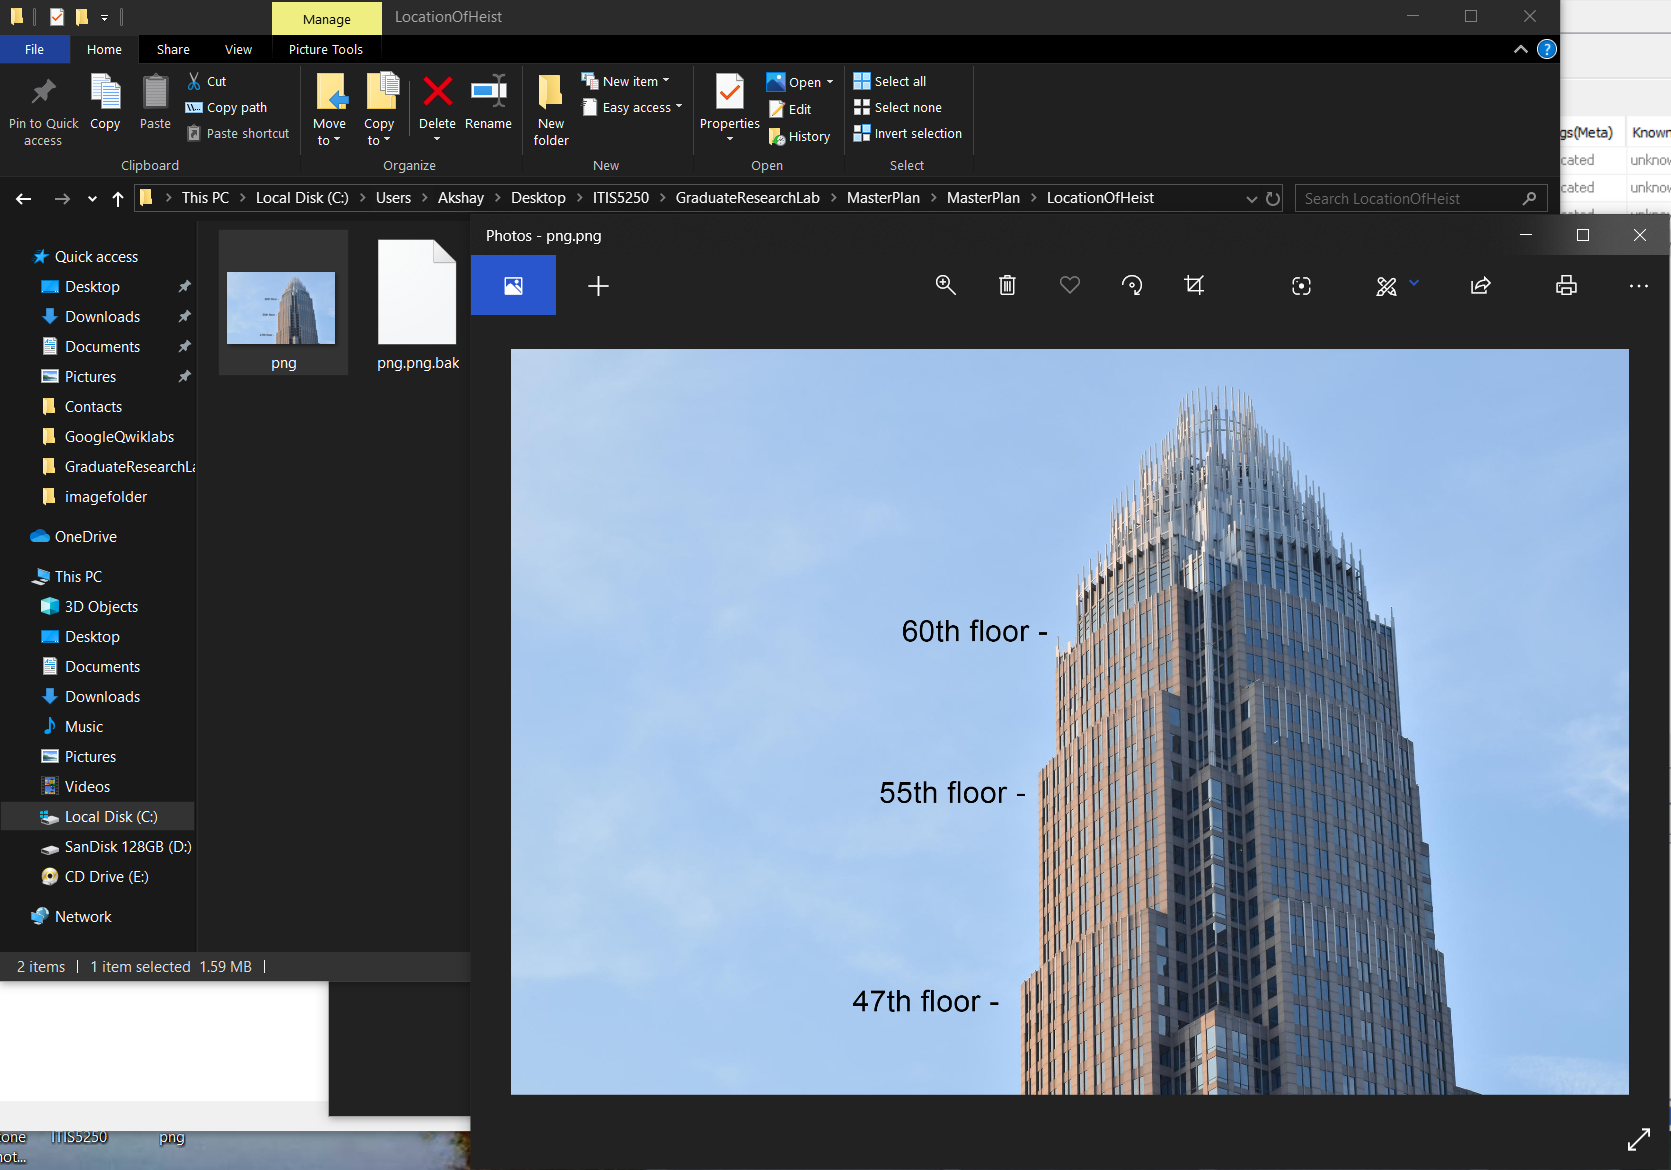 Manage
LocationOfHeist
File
Home
Share
View
Picture Tools
Pin to Quick access
Copy
Paste
Cut
Copy path
Paste shortcut
Clipboard
Move to
Copy to
Delete
Rename
Organize
New folder
New item
Easy access
New
Properties
Open
Edit
History
Open
Select all
Select none
Invert selection
Select
gs(Meta)
Known
cated
unknow
cated
unknow
This PC > Local Disk (C:) > Users > Akshay > Desktop > ITIS5250 > GraduateResearchLab > MasterPlan > MasterPlan > LocationOfHeist
Search LocationOfHeist
Quick access
Desktop
Downloads
Documents
Pictures
Contacts
GoogleQwiklabs
GraduateResearchLa
imagefolder
OneDrive
This PC
3D Objects
Desktop
Documents
Downloads
Music
Pictures
Videos
Local Disk (C:)
SanDisk 128GB (D:)
CD Drive (E:)
Network
png
png.png.bak
2 items
1 item selected 1.59 MB
Photos - png.png
60th floor -
55th floor -
47th floor -
one
not...
ITIS5250
png